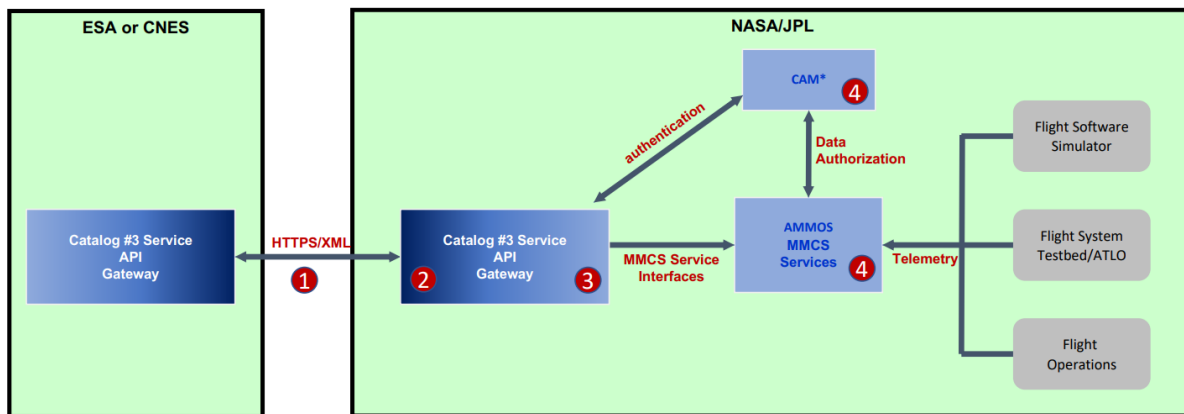 ESA or CNES
NASA/JPL
CAM*
4
authentication
Data
Authorization
Flight Software
Simulator
Catalog #3 Service
API
Gateway
HTTPS/XML
1
Catalog #3 Service
API
Gateway
2
3
MMCS Service
Interfaces
AMMOS
MMCS
Services
4
Telemetry
Flight System
Testbed/ATLO
Flight
Operations